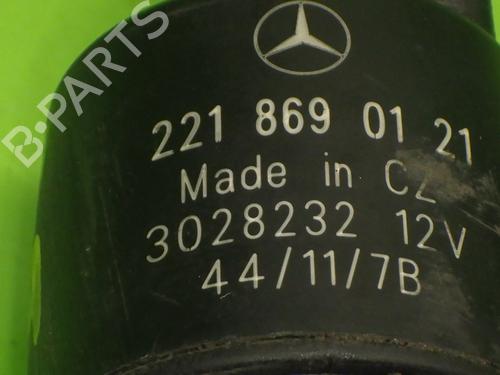 B-PARTS
221 869 01 21
Made in CZ
3028232 12V
44/11/7B